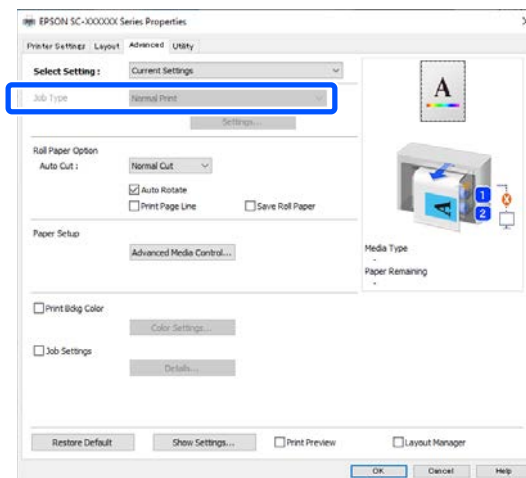 EPSON SC-XXXXXX Series Properties
Printer Settings Layout Advanced Utility
Select Setting : Current Settings
Job Type Normal Print
Settings...
Roll Paper Option
Auto Cut : Normal Cut
Auto Rotate
Print Page Line Save Roll Paper
Paper Setup
Advanced Media Control...
A
A
1
2
Media Type
-
Paper Remaining
-
Print Bckg Color
Color Settings...
Job Settings
Details...
Restore Default Show Settings... Print Preview Layout Manager
OK Cancel Help